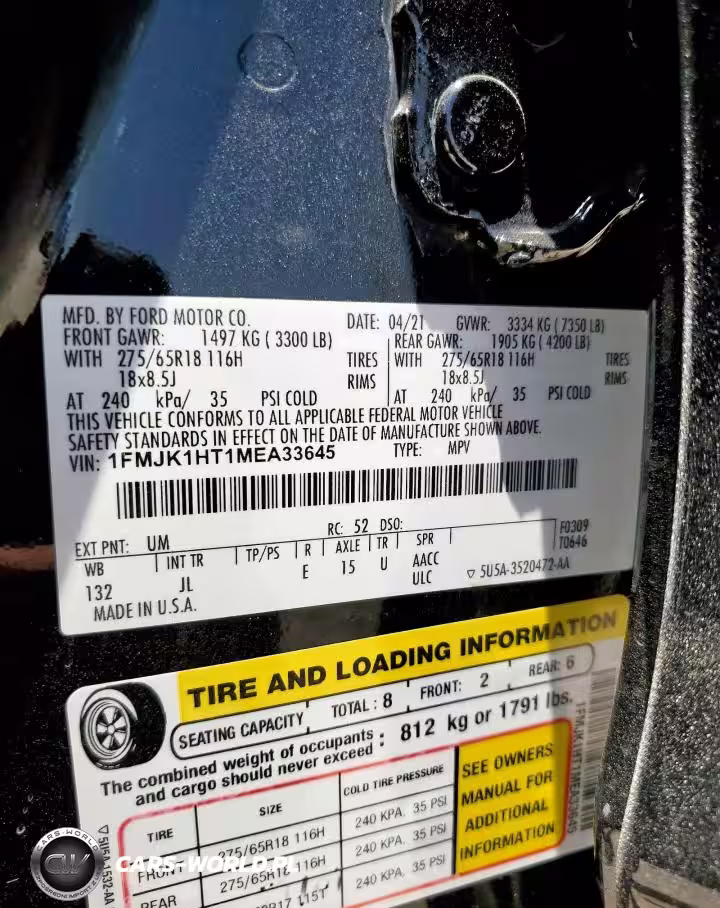 MFD. BY FORD MOTOR CO. DATE: 04/21 GVWR: 3334 KG ( 7350 LB)
FRONT GAWR: 1497 KG ( 3300 LB) REAR GAWR: 1905 KG ( 4200 LB)
WITH 275/65R18 116H TIRES WITH 275/65R18 116H TIRES
18x8.5J RIMS 18x8.5J RIMS
AT 240 kPa/ 35 PSI COLD AT 240 kPa/ 35 PSI COLD
THIS VEHICLE CONFORMS TO ALL APPLICABLE FEDERAL MOTOR VEHICLE
SAFETY STANDARDS IN EFFECT ON THE DATE OF MANUFACTURE SHOWN ABOVE.
VIN: 1FMJK1HT1MEA33645 TYPE: MPV
EXT PNT: UM RC: 52 DSO: F0309
T0646
WB INT TR TP/PS R AXLE TR SPR
132 JL E 15 U AACC
ULC ▽ 5U5A-3520472-AA
MADE IN U.S.A.
TIRE AND LOADING INFORMATION
SEATING CAPACITY TOTAL : 8 FRONT: 2 REAR: 6
The combined weight of occupants : 812 kg or 1791 lbs.
and cargo should never exceed
TIRE SIZE COLD TIRE PRESSURE
FRONT 275/65R18 116H 240 KPA, 35 PSI
REAR 275/65R18 116H 240 KPA, 35 PSI
115T 240 KPA, 35 PSI
SEE OWNERS
MANUAL FOR
ADDITIONAL
INFORMATION
CARS-WORLD
CW
CARS-WORLD.PL